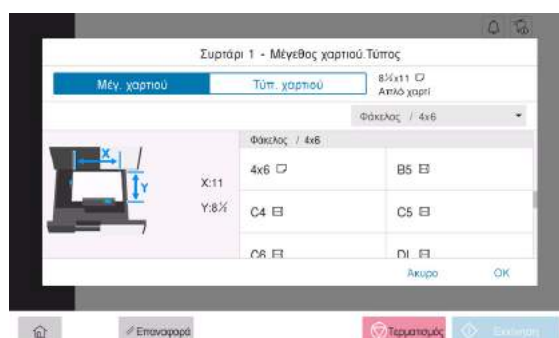 Συρτάρι 1 - Μέγεθος χαρτιού.Τύπος
Μέγ. χαρτιού
Τύπ. χαρτιού
8½x11
Απλό χαρτί
Φάκελος / 4x6
Φάκελος / 4x6
X
Y
X:11
Y:8½
4x6
B5
C4
C5
C6
DL
Ακυρο
OK
Επαναφορά
Τερματισμός
Εκκίνηση